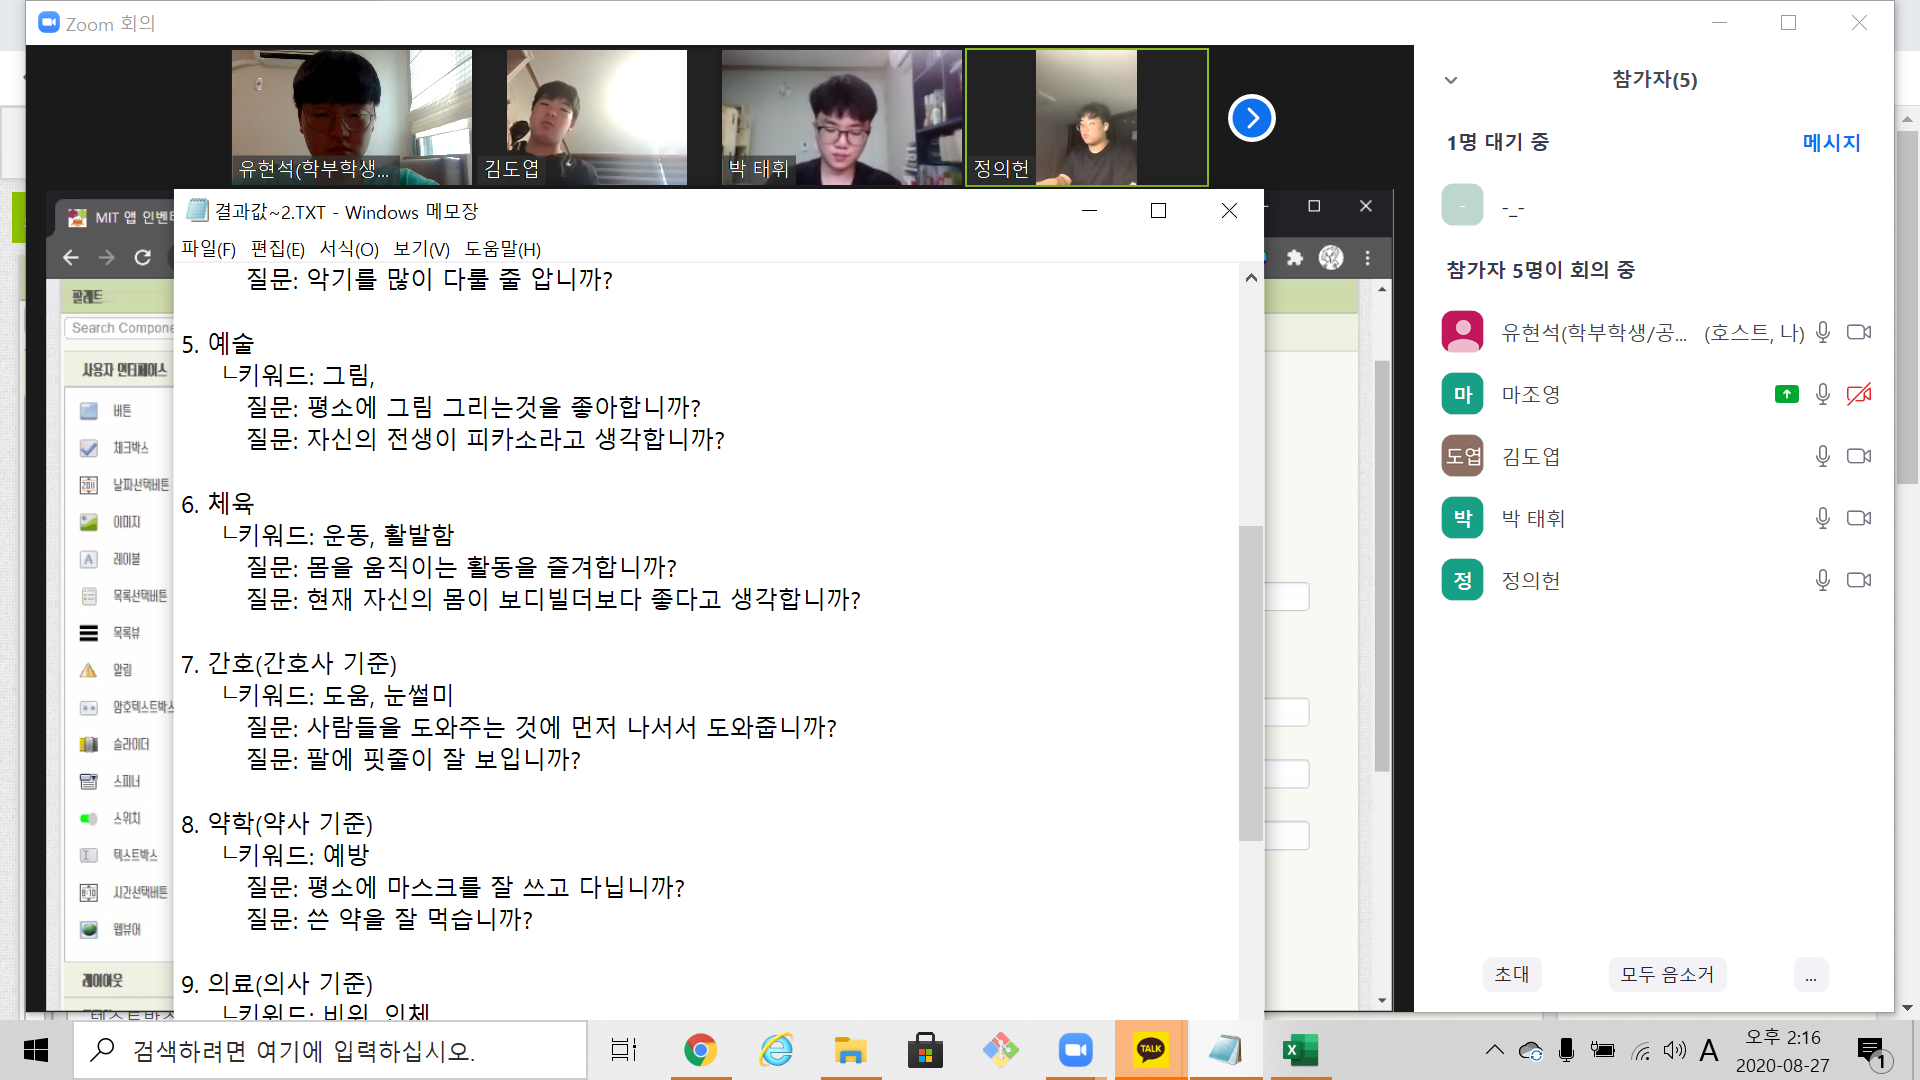 Zoom 회의
유현석(학부학생...
김도엽
박 태휘
정의헌
참가자(5)
1명 대기 중
메시지
-
-_-
참가자 5명이 회의 중
유현석(학부학생/공... (호스트, 나)
마 마조영
도엽 김도엽
박 박 태휘
정 정의헌
초대
모두 음소거
...
MIT 앱 인벤
팔레트
Search Compone
사용자 인터페이스
버튼
체크박스
날짜선택버튼
이미지
레이블
목록선택버튼
목록뷰
알림
암호텍스트박스
슬라이더
스피너
스위치
텍스트박스
시간선택버튼
웹뷰어
레이아웃
결과값~2.TXT - Windows 메모장
파일(F) 편집(E) 서식(O) 보기(V) 도움말(H)
질문: 악기를 많이 다룰 줄 압니까?
5. 예술
ㄴ키워드: 그림,
질문: 평소에 그림 그리는것을 좋아합니까?
질문: 자신의 전생이 피카소라고 생각합니까?
6. 체육
ㄴ키워드: 운동, 활발함
질문: 몸을 움직이는 활동을 즐겨합니까?
질문: 현재 자신의 몸이 보디빌더보다 좋다고 생각합니까?
7. 간호(간호사 기준)
ㄴ키워드: 도움, 눈썰미
질문: 사람들을 도와주는 것에 먼저 나서서 도와줍니까?
질문: 팔에 핏줄이 잘 보입니까?
8. 약학(약사 기준)
ㄴ키워드: 예방
질문: 평소에 마스크를 잘 쓰고 다닙니까?
질문: 쓴 약을 잘 먹습니까?
9. 의료(의사 기준)
ㄴ키워드: 비위, 인체
검색하려면 여기에 입력하십시오.
TALK
A
오후 2:16
2020-08-27
1